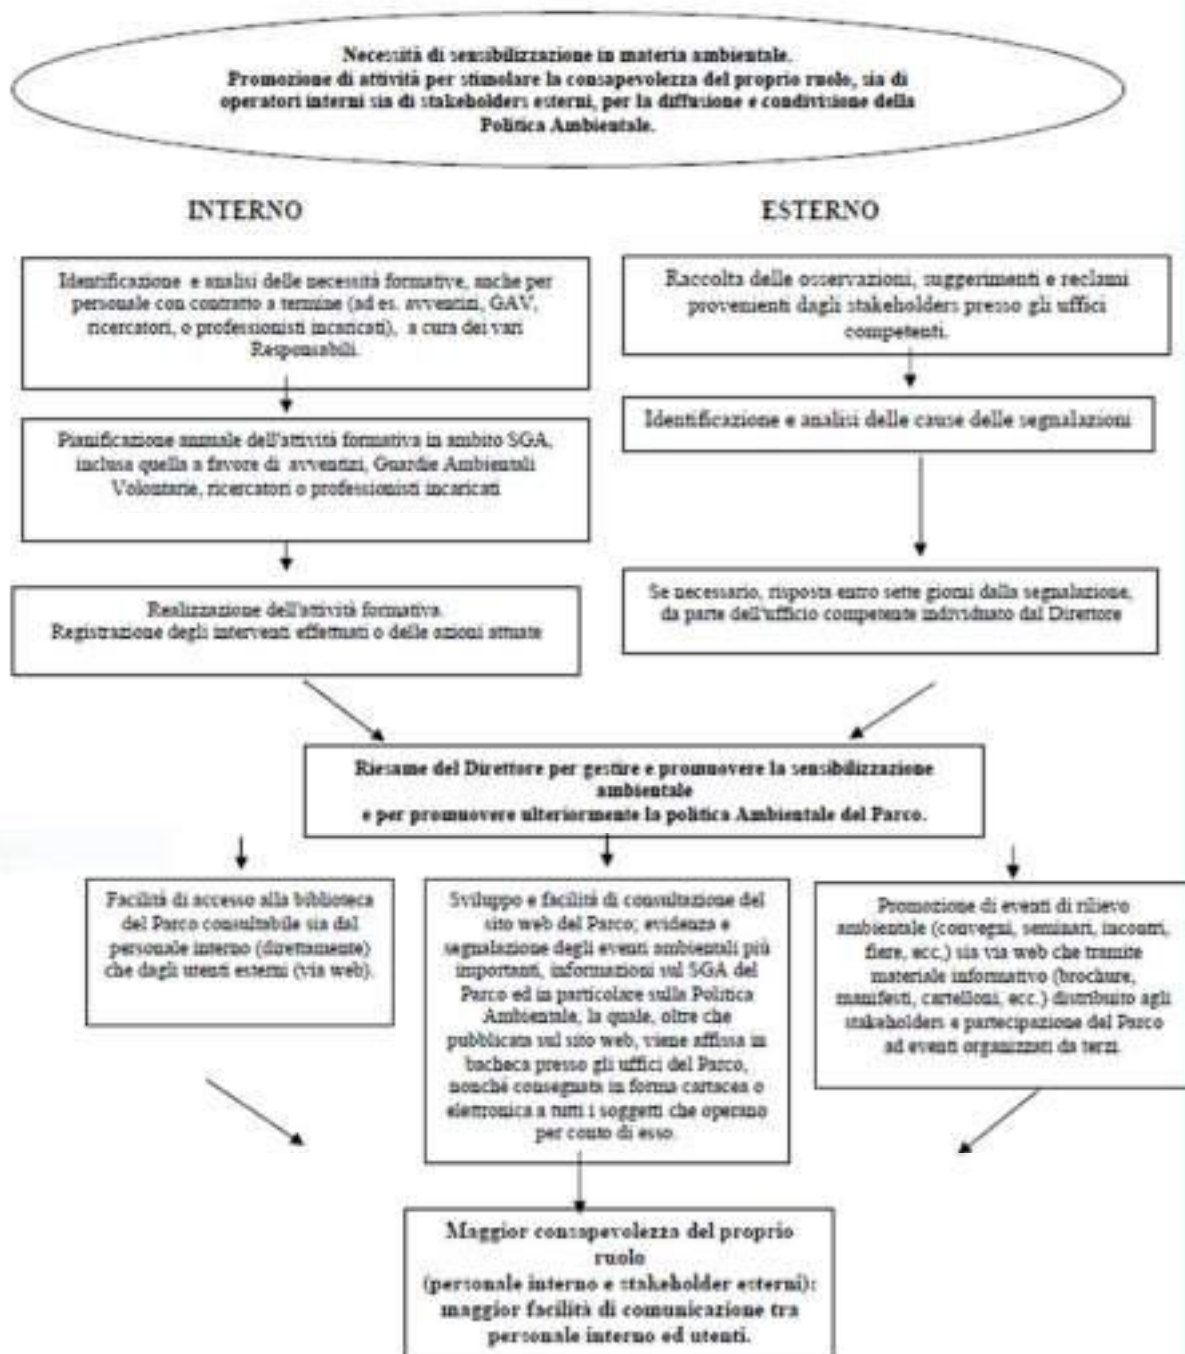 Necessità di sensibilizzazione in materia ambientale.
Promozione di attività per stimolare la consapevolezza del proprio ruolo, sia di
operatori interni sia di stakeholders esterni, per la diffusione e condivisione della
Politica Ambientale.
INTERNO
Identificazione e analisi delle necessità formative, anche per
personale con contratto a termine (ad es. avventizi, GAV,
ricercatori, o professionisti incaricati), a cura dei vari
Responsabili.
Pianificazione annuale dell'attività formativa in ambito SGA,
inclusa quella a favore di avventizi, Guardie Ambientali
Volontarie, ricercatori o professionisti incaricati
Realizzazione dell'attività formativa.
Registrazione degli interventi effettuati o delle azioni attuate
ESTERNO
Raccolta delle osservazioni, suggerimenti e reclami
provenienti dagli stakeholders presso gli uffici
competenti.
Identificazione e analisi delle cause delle segnalazioni
Se necessario, risposta entro sette giorni dalla segnalazione,
da parte dell'ufficio competente individuato dal Direttore
Riesame del Direttore per gestire e promuovere la sensibilizzazione
ambientale
e per promuovere ulteriormente la politica Ambientale del Parco.
Facilità di accesso alla biblioteca
del Parco consultabile sia dal
personale interno (direttamente)
che dagli utenti esterni (via web).
Sviluppo e facilità di consultazione del
sito web del Parco; evidenza e
segnalazione degli eventi ambientali più
importanti, informazioni sul SGA del
Parco ed in particolare sulla Politica
Ambientale, la quale, oltre che
pubblicata sul sito web, viene affissa in
bacheca presso gli uffici del Parco,
nonché consegnata in forma cartacea o
elettronica a tutti i soggetti che operano
per conto di esso.
Promozione di eventi di rilievo
ambientale (convegni, seminari, incontri,
fiere, ecc.) sia via web che tramite
materiale informativo (brochure,
manifesti, cartelloni, ecc.) distribuito agli
stakeholders e partecipazione del Parco
ad eventi organizzati da terzi.
Maggior consapevolezza del proprio
ruolo
(personale interno e stakeholder esterni):
maggior facilità di comunicazione tra
personale interno ed utenti.